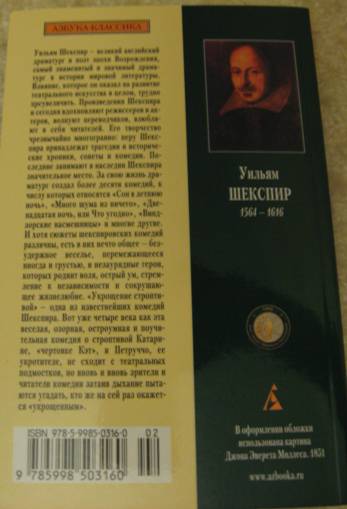 АЗБУКА-КЛАССИКА
Уильям Шекспир – великий английский
драматург и поэт эпохи Возрождения,
самый знаменитый и значимый драма-
тург в истории мировой литературы.
Влияние, которое он оказал на развитие
театрального искусства в целом, трудно
преувеличить. Произведения Шекспира
и сегодня вдохновляют режиссеров и ак-
теров, волнуют переводчиков, влюбля-
ют в себя читателей. Его творчество
чрезвычайно многогранно: перу Шекс-
пира принадлежат трагедии и историче-
ские хроники, сонеты и комедии. По-
следние занимают в наследии Шекспира
значительное место. За свою жизнь дра-
матург создал более десяти комедий, к
числу которых относятся «Сон в летнюю
ночь», «Много шума из ничего», «Две-
надцатая ночь, или Что угодно», «Винд-
зорские насмешницы» и многие другие.
И хотя сюжеты шекспировских комедий
различны, есть в них нечто общее – без-
удержное веселье, перемежающееся
иногда и грустью, и незаурядные герои,
которых роднит воля, острый ум, стрем-
ление к независимости и сокрушаю-
щее жизнелюбие. «Укрощение стропти-
вой» – одна из известнейших комедий
Шекспира. Вот уже четыре века как эта
веселая, озорная, остроумная и поучи-
тельная комедия о строптивой Катари-
не, «чертовке Кэт», и Петруччо, ее
укротителе, не сходит с театральных
подмостков, но вновь и вновь зрители и
читатели комедии затаив дыхание пыта-
ются угадать, кто же на сей раз окажет-
ся «укрощенным».
ISBN 978-5-9985-0316-0 02
9 785998 503160
Уильям
ШЕКСПИР
1564 – 1616
В оформлении обложки
использована картина
Джона Эверетта Миллеса. 1851
www.azbooka.ru